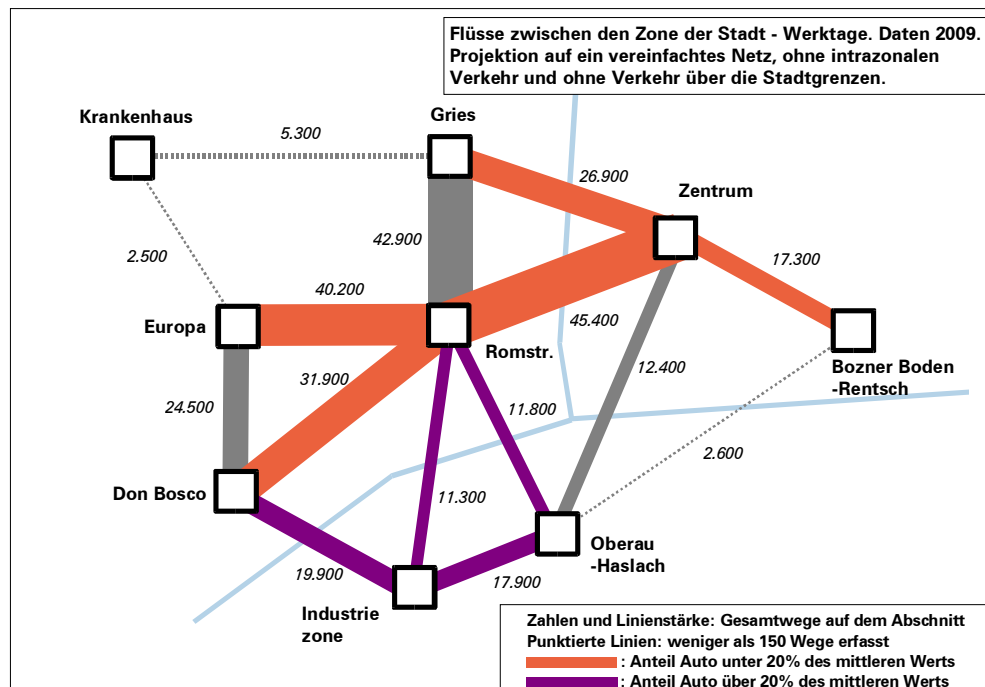 Flüsse zwischen den Zone der Stadt - Werktage. Daten 2009.
Projektion auf ein vereinfachtes Netz, ohne intrazonalen
Verkehr und ohne Verkehr über die Stadtgrenzen.
Krankenhaus
Gries
5.300
26.900
Zentrum
42.900
2.500
17.300
40.200
Europa
45.400
Romstr.
Bozner Boden
-Rentsch
31.900
12.400
24.500
11.800
2.600
Don Bosco
11.300
Oberau
-Haslach
19.900
17.900
Industrie
zone
Zahlen und Linienstärke: Gesamtwege auf dem Abschnitt
Punktierte Linien: weniger als 150 Wege erfasst
: Anteil Auto unter 20% des mittleren Werts
: Anteil Auto über 20% des mittleren Werts